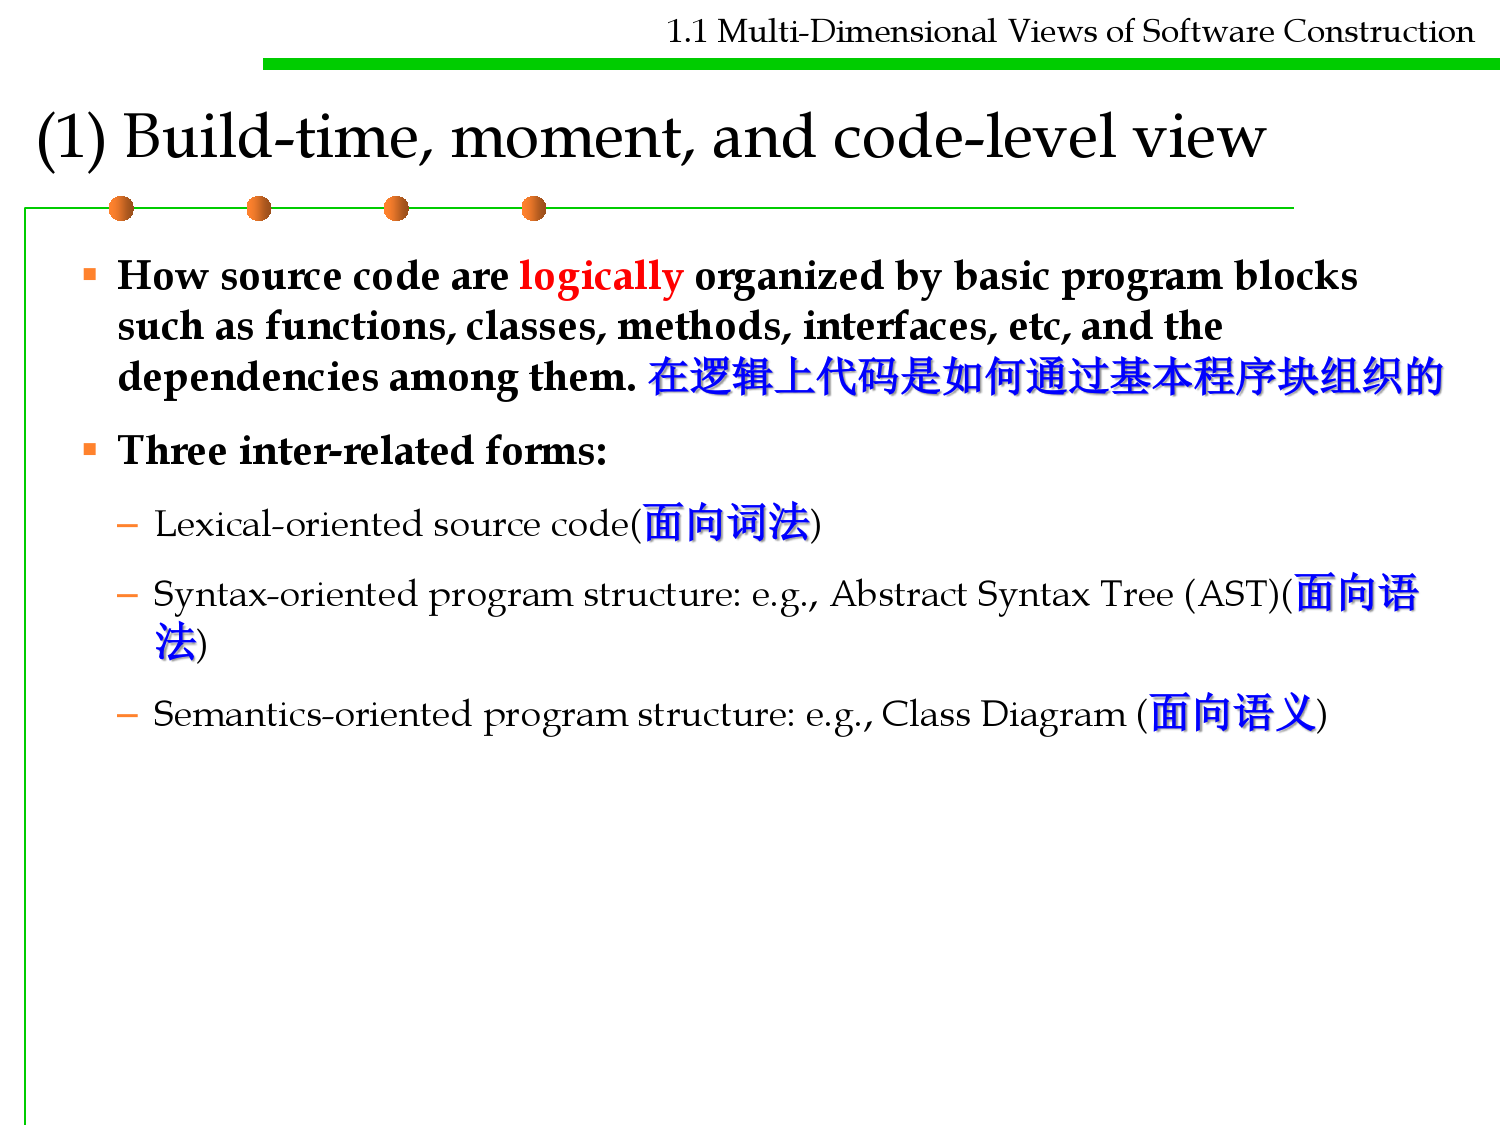 1.1 Multi-Dimensional Views of Software Construction
(1) Build-time, moment, and code-level view
▪ How source code are logically organized by basic program blocks
such as functions, classes, methods, interfaces, etc, and the
dependencies among them. 在逻辑上代码是如何通过基本程序块组织的
▪ Three inter-related forms:
– Lexical-oriented source code(面向词法)
– Syntax-oriented program structure: e.g., Abstract Syntax Tree (AST)(面向语
法)
– Semantics-oriented program structure: e.g., Class Diagram (面向语义)